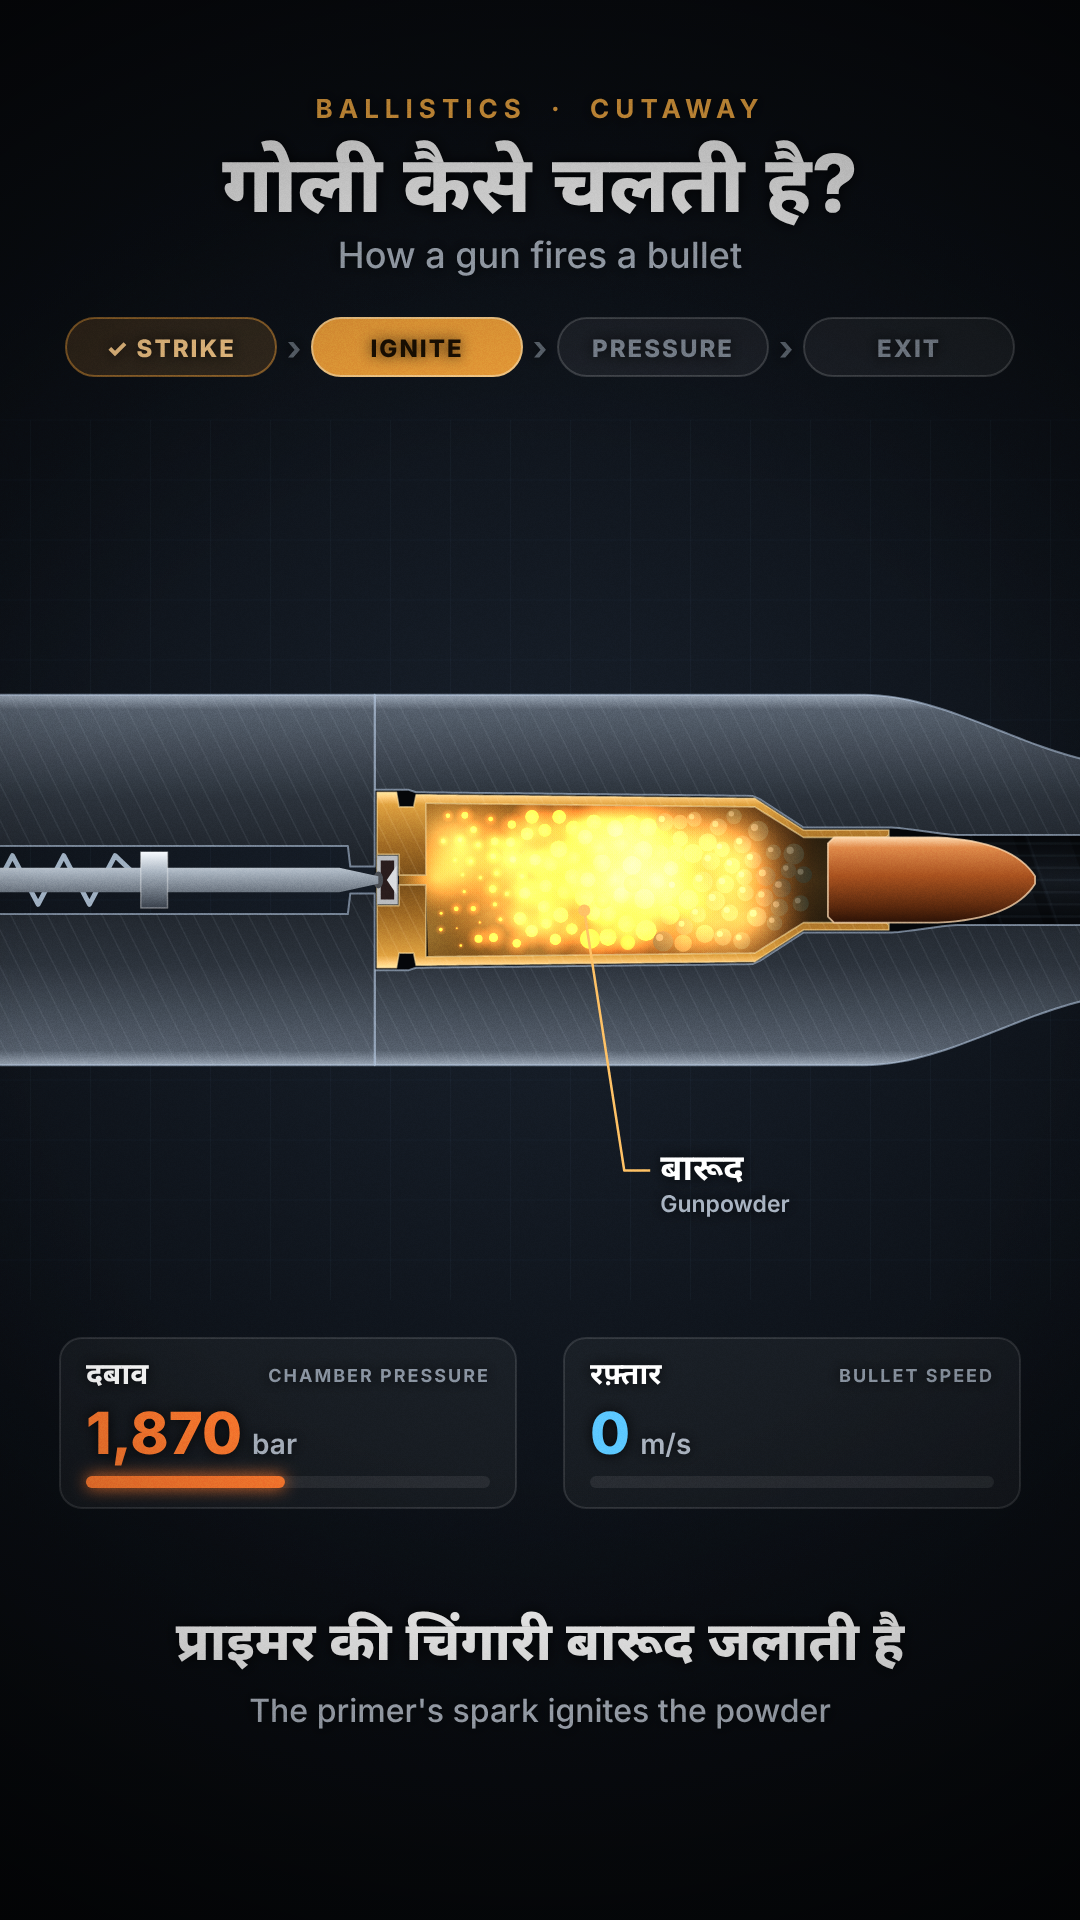 BALLISTICS · CUTAWAY
गोली कैसे चलती है?
How a gun fires a bullet
✓ STRIKE › IGNITE › PRESSURE › EXIT
बारूद
Gunpowder
दबाव CHAMBER PRESSURE
1,870 bar
रफ़्तार BULLET SPEED
0 m/s
प्राइमर की चिंगारी बारूद जलाती है
The primer's spark ignites the powder